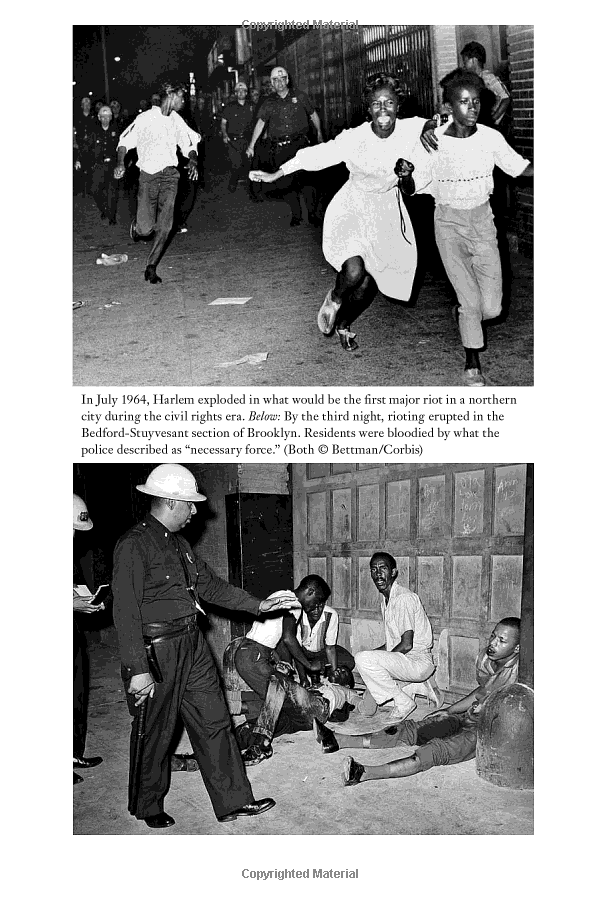 Copyrighted Material
In July 1964, Harlem exploded in what would be the first major riot in a northern
city during the civil rights era. Below: By the third night, rioting erupted in the
Bedford-Stuyvesant section of Brooklyn. Residents were bloodied by what the
police described as “necessary force.” (Both © Bettman/Corbis)
Copyrighted Material